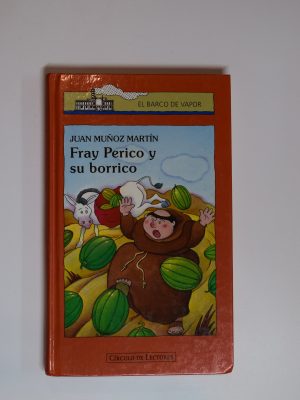 EL BARCO DE VAPOR
JUAN MUÑOZ MARTÍN
Fray Perico y
su borrico
CÍRCULO DE LECTORES